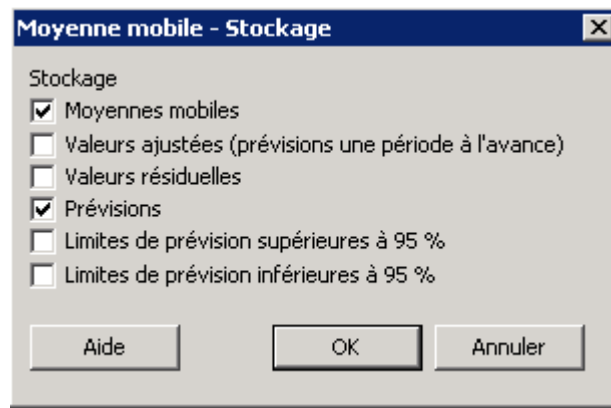 Moyenne mobile - Stockage
Stockage
Moyennes mobiles
Valeurs ajustées (prévisions une période à l'avance)
Valeurs résiduelles
Prévisions
Limites de prévision supérieures à 95 %
Limites de prévision inférieures à 95 %
Aide OK Annuler